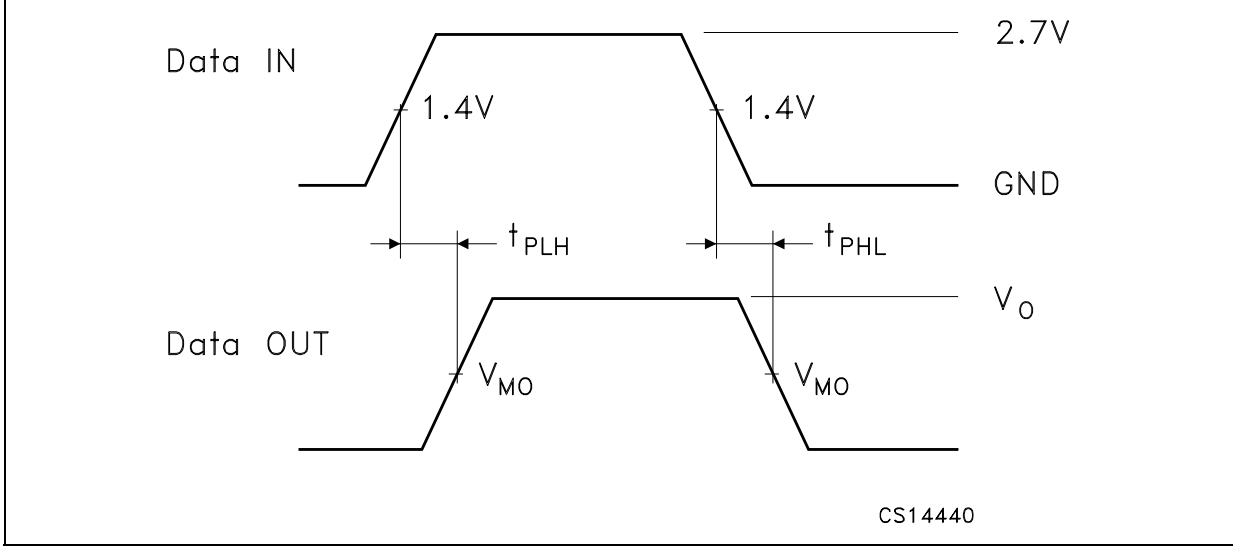 2.7V
Data IN
1.4V 1.4V
GND
tPLH tPHL
VO
Data OUT
VMO VMO
CS14440